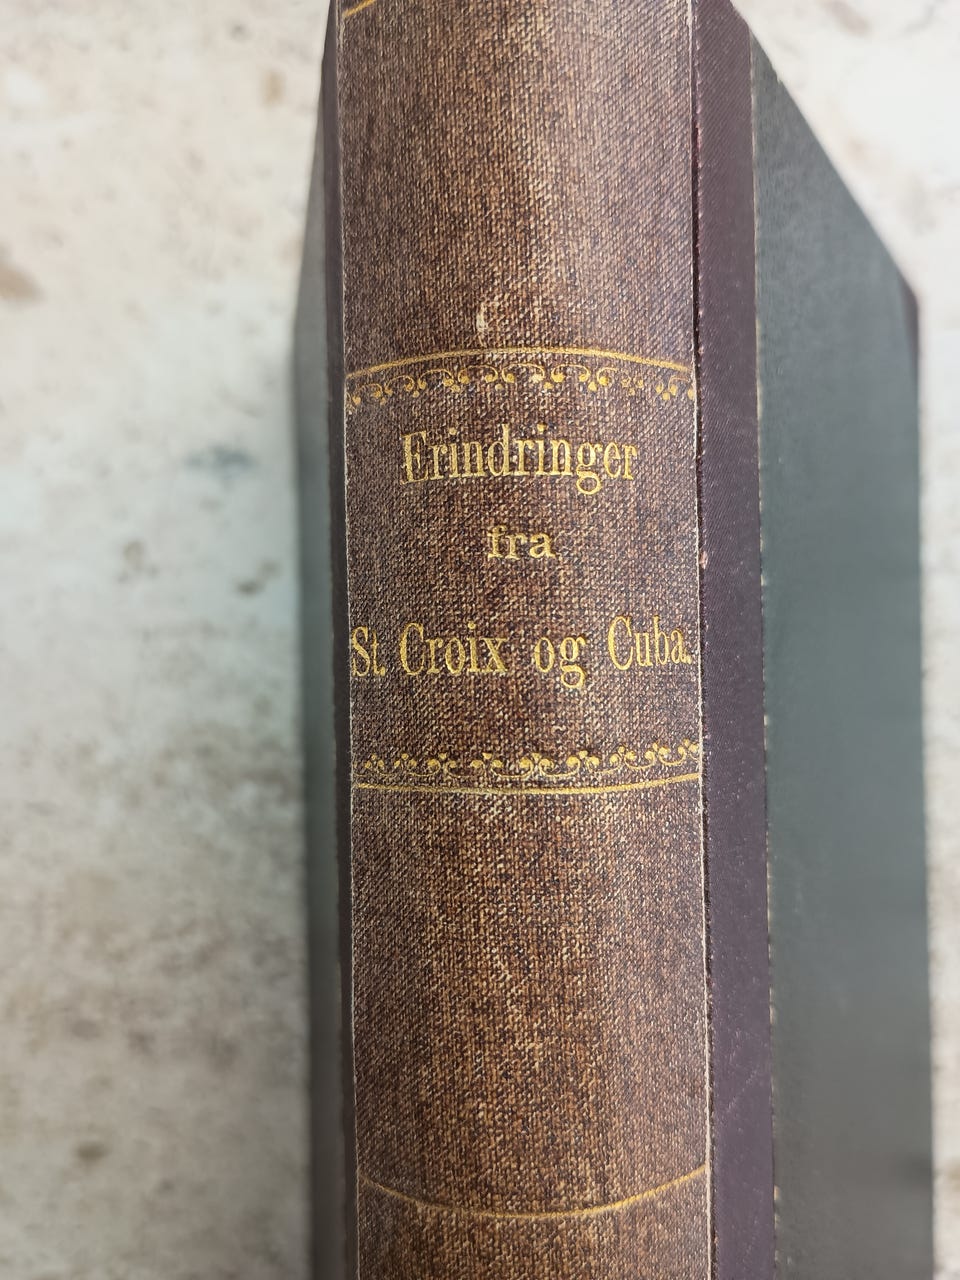 Erindringer
fra
St. Croix og Cuba.